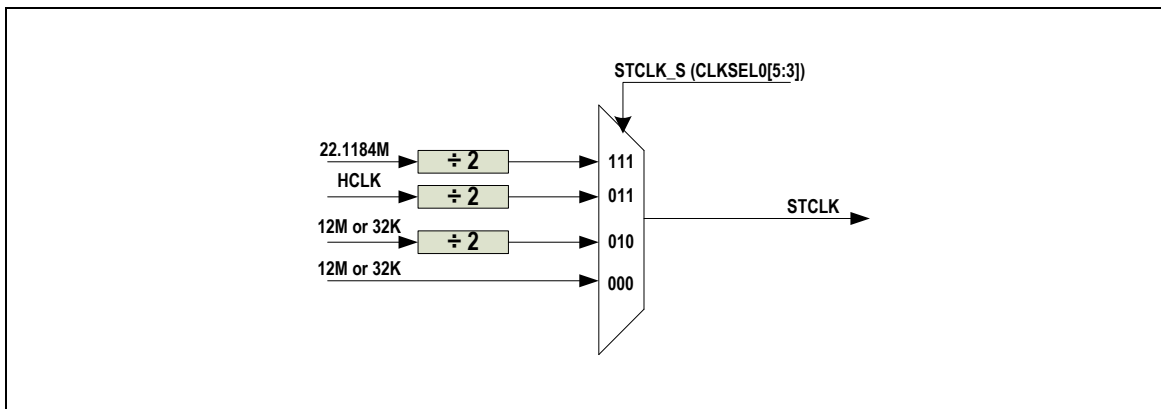 STCLK_S (CLKSEL0[5:3])
22.1184M
÷ 2
111
HCLK
÷ 2
011
STCLK
12M or 32K
÷ 2
010
12M or 32K
000